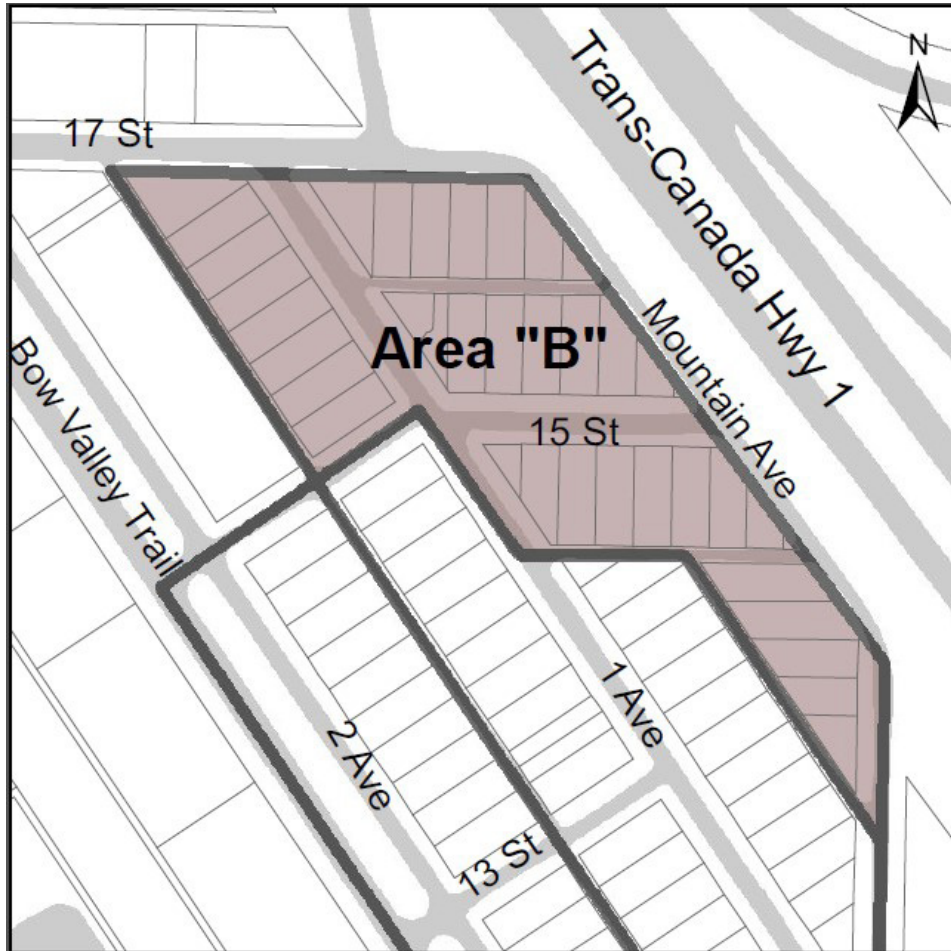 N
Trans-Canada Hwy 1
17 St
Mountain Ave
Area "B"
15 St
Bow Valley Trail
1 Ave
2 Ave
13 St